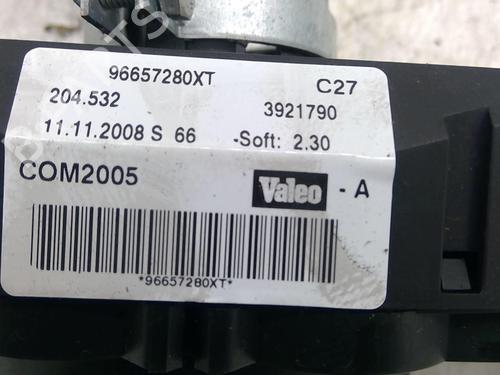 96657280XT C27
204.532 3921790
11.11.2008 S 66 -Soft: 2.30
COM2005 Valeo - A
*96657280XT*